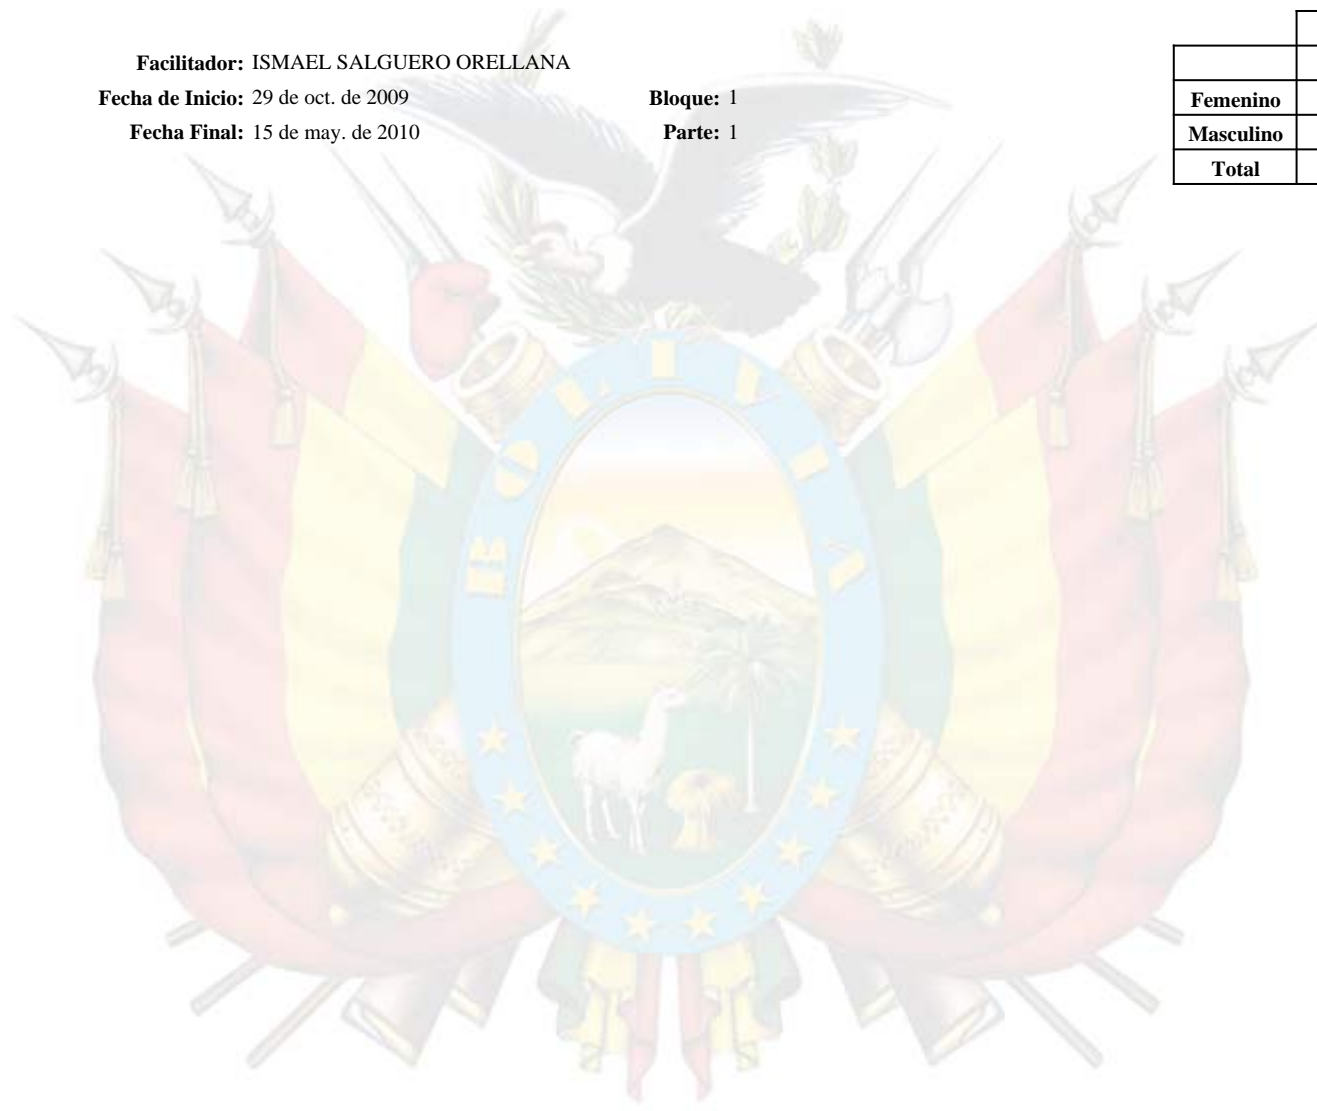 Facilitador: ISMAEL SALGUERO ORELLANA
Fecha de Inicio: 29 de oct. de 2009 Bloque: 1
Fecha Final: 15 de may. de 2010 Parte: 1
Femenino
Masculino
Total
BOLIVIA